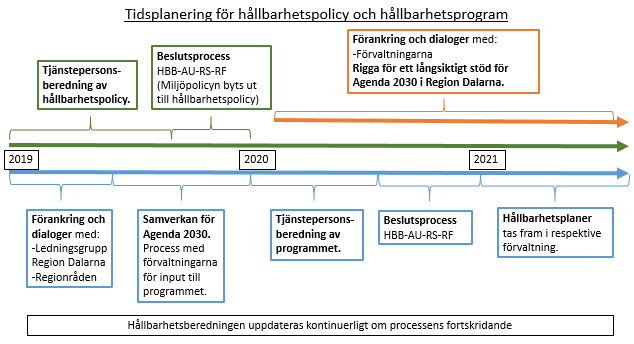 Tidsplanering för hållbarhetspolicy och hållbarhetsprogram
Tjänstepersons-
beredning av
hållbarhetspolicy.
Beslutsprocess
HBB-AU-RS-RF
(Miljöpolicyn byts ut
till hållbarhetspolicy)
Förankring och dialoger med:
-Förvaltningarna
Rigga för ett långsiktigt stöd för
Agenda 2030 i Region Dalarna.
2019
2020
2021
Förankring och
dialoger med:
-Ledningsgrupp
Region Dalarna
-Regionråden
Samverkan för
Agenda 2030.
Process med
förvaltningarna
för input till
programmet.
Tjänstepersons-
beredning av
programmet.
Beslutsprocess
HBB-AU-RS-RF
Hållbarhetsplaner
tas fram i respektive
förvaltning.
Hållbarhetsberedningen uppdateras kontinuerligt om processens fortskridande